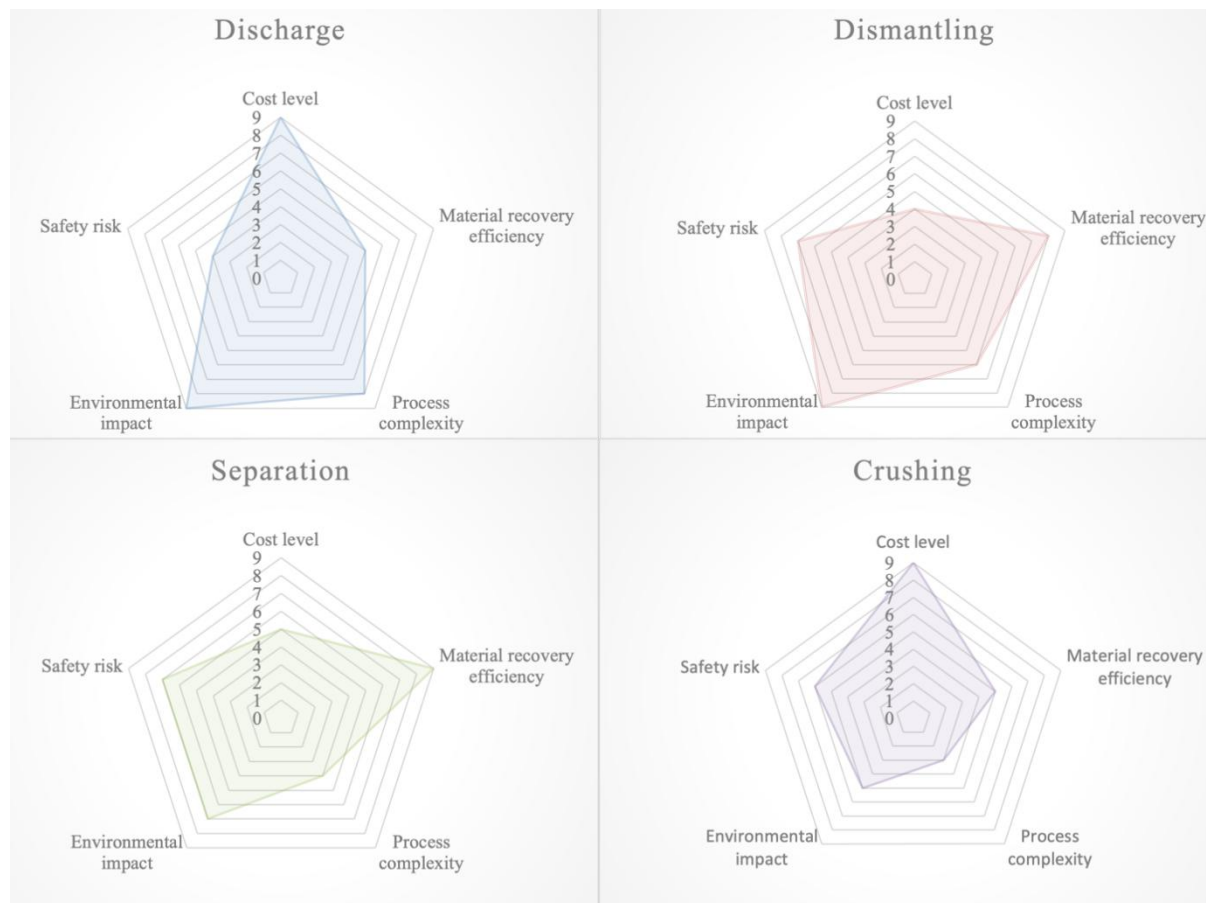 Discharge
Cost level
9
8
7
6
5
4
3
2
1
0
Material recovery
efficiency
Process
complexity
Environmental
impact
Safety risk
Dismantling
Cost level
9
8
7
6
5
4
3
2
1
0
Material recovery
efficiency
Process
complexity
Environmental
impact
Safety risk
Separation
Cost level
9
8
7
6
5
4
3
2
1
0
Material recovery
efficiency
Process
complexity
Environmental
impact
Safety risk
Crushing
Cost level
9
8
7
6
5
4
3
2
1
0
Material recovery
efficiency
Process
complexity
Environmental
impact
Safety risk